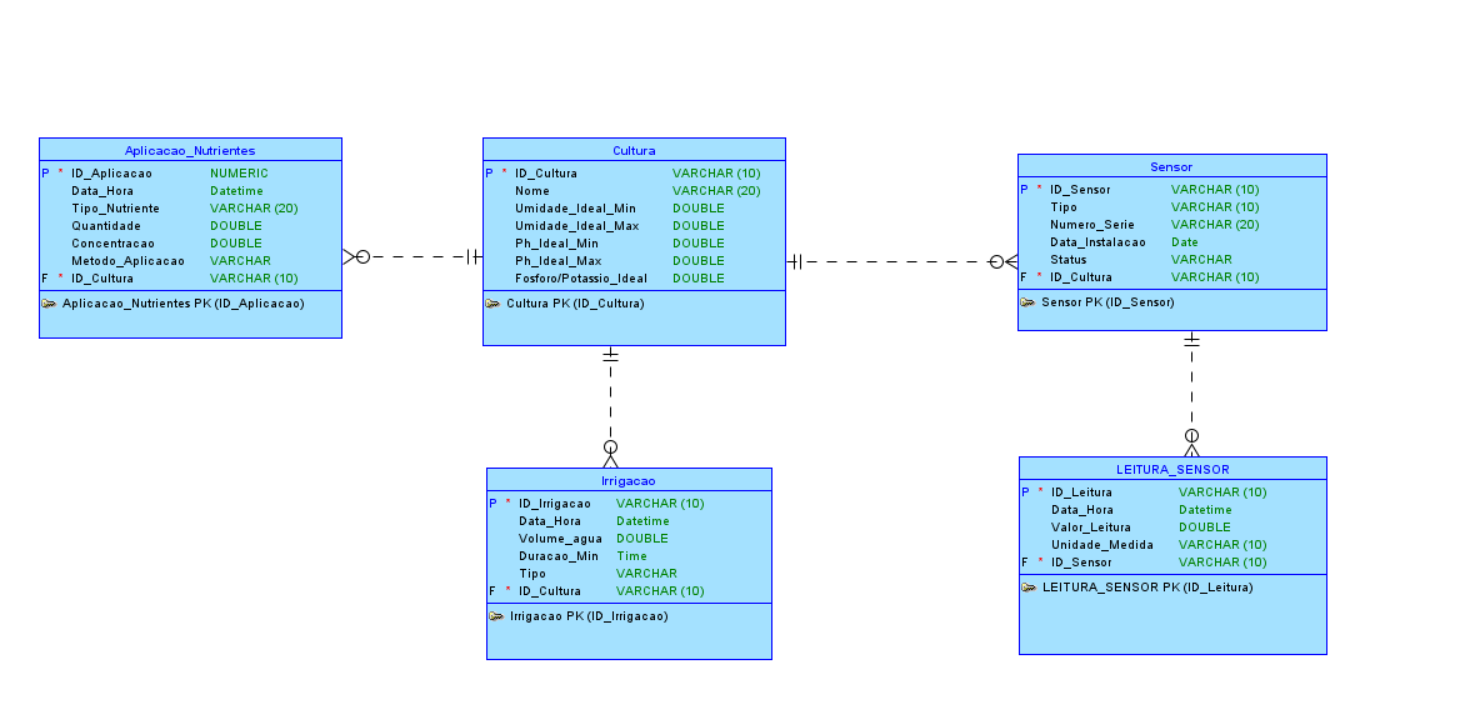 Aplicacao_Nutrientes
P * ID_Aplicacao NUMERIC
Data_Hora Datetime
Tipo_Nutriente VARCHAR (20)
Quantidade DOUBLE
Concentracao DOUBLE
Metodo_Aplicacao VARCHAR
F * ID_Cultura VARCHAR (10)
Aplicacao_Nutrientes PK (ID_Aplicacao)
Cultura
P * ID_Cultura VARCHAR (10)
Nome VARCHAR (20)
Umidade_Ideal_Min DOUBLE
Umidade_Ideal_Max DOUBLE
Ph_Ideal_Min DOUBLE
Ph_Ideal_Max DOUBLE
Fosforo/Potassio_Ideal DOUBLE
Cultura PK (ID_Cultura)
Sensor
P * ID_Sensor VARCHAR (10)
Tipo VARCHAR (10)
Numero_Serie VARCHAR (20)
Data_Instalacao Date
Status VARCHAR
F * ID_Cultura VARCHAR (10)
Sensor PK (ID_Sensor)
Irrigacao
P * ID_Irrigacao VARCHAR (10)
Data_Hora Datetime
Volume_agua DOUBLE
Duracao_Min Time
Tipo VARCHAR
F * ID_Cultura VARCHAR (10)
Irrigacao PK (ID_Irrigacao)
LEITURA_SENSOR
P * ID_Leitura VARCHAR (10)
Data_Hora Datetime
Valor_Leitura DOUBLE
Unidade_Medida VARCHAR (10)
F * ID_Sensor VARCHAR (10)
LEITURA_SENSOR PK (ID_Leitura)